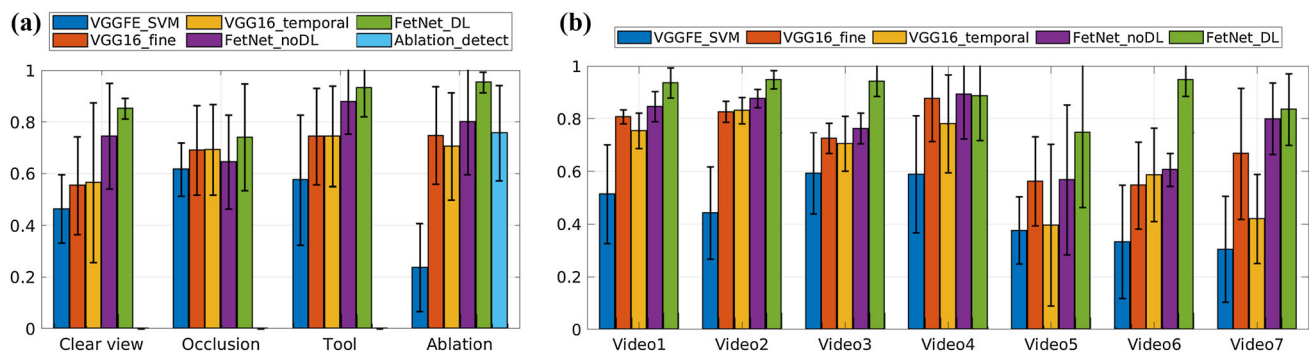 (a)
VGGFE_SVM VGG16_temporal FetNet_DL
VGG16_fine FetNet_noDL Ablation_detect
1
0.8
0.6
0.4
0.2
0
Clear view Occlusion Tool Ablation
(b)
VGGFE_SVM VGG16_fine VGG16_temporal FetNet_noDL FetNet_DL
1
0.8
0.6
0.4
0.2
0
Video1 Video2 Video3 Video4 Video5 Video6 Video7